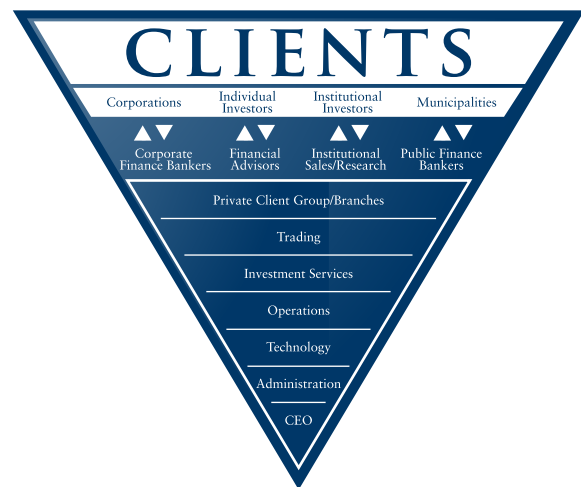 CLIENTS
Corporations
Individual
Investors
Institutional
Investors
Municipalities
Corporate
Finance Bankers
Financial
Advisors
Institutional
Sales/Research
Public Finance
Bankers
Private Client Group/Branches
Trading
Investment Services
Operations
Technology
Administration
CEO